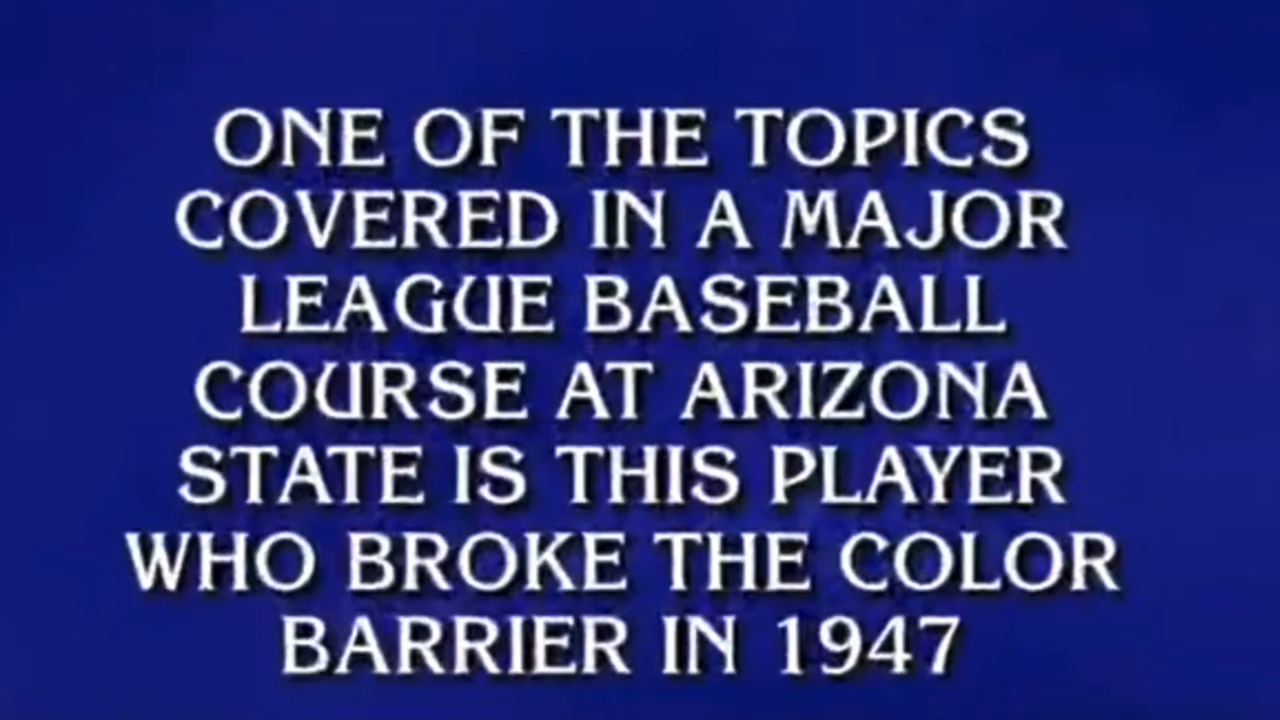 ONE OF THE TOPICS
COVERED IN A MAJOR
LEAGUE BASEBALL
COURSE AT ARIZONA
STATE IS THIS PLAYER
WHO BROKE THE COLOR
BARRIER IN 1947